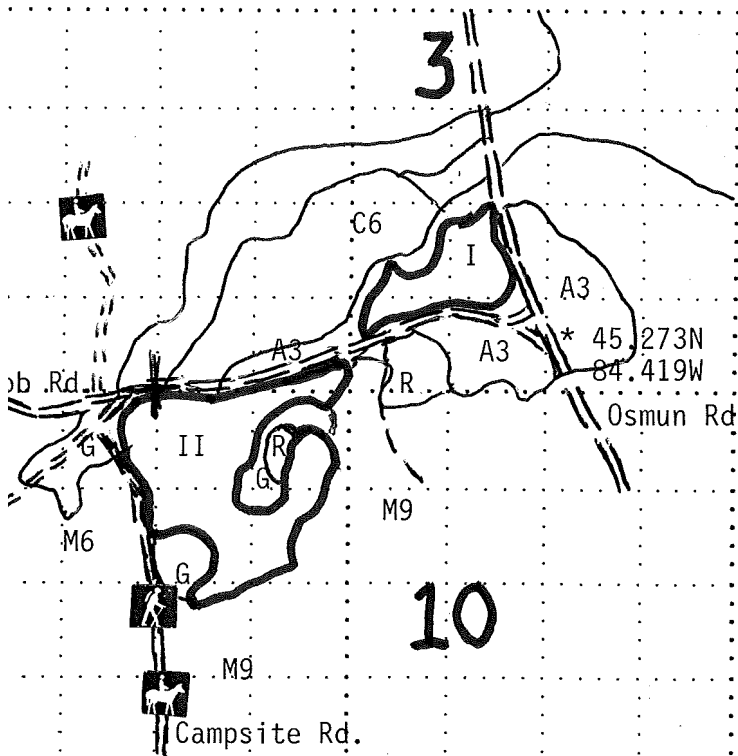 3
C6
I
A3
A3
* 45.273N
A3
84.419W
ob Rd.
R
Osmun Rd
G
II
R
G
M9
M6
G
10
M9
Campsite Rd.